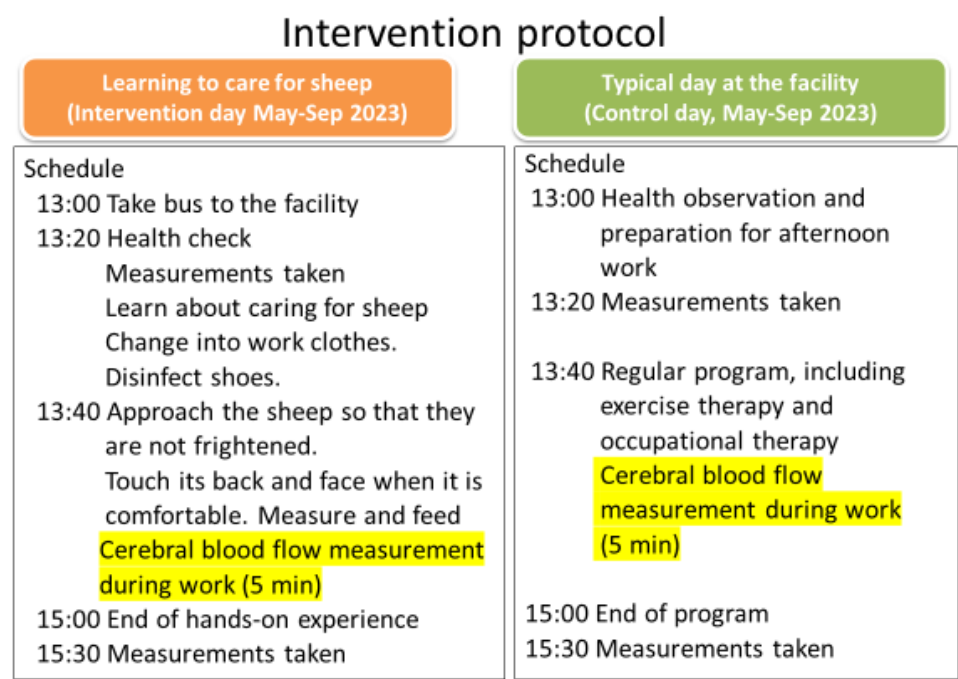 Intervention protocol
Learning to care for sheep
(Intervention day May-Sep 2023)
Schedule
13:00 Take bus to the facility
13:20 Health check
Measurements taken
Learn about caring for sheep
Change into work clothes.
Disinfect shoes.
13:40 Approach the sheep so that they
are not frightened.
Touch its back and face when it is
comfortable. Measure and feed
Cerebral blood flow measurement
during work (5 min)
15:00 End of hands-on experience
15:30 Measurements taken
Typical day at the facility
(Control day, May-Sep 2023)
Schedule
13:00 Health observation and
preparation for afternoon
work
13:20 Measurements taken
13:40 Regular program, including
exercise therapy and
occupational therapy
Cerebral blood flow
measurement during work
(5 min)
15:00 End of program
15:30 Measurements taken